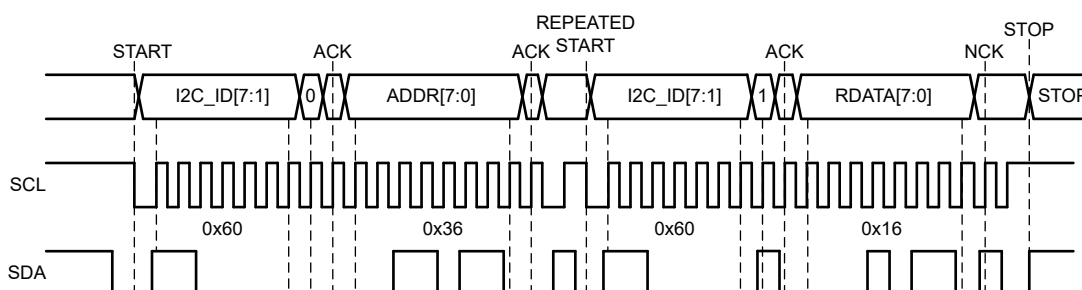 REPEATED
START
STOP
START
ACK
ACK
ACK
NCK
I2C_ID[7:1]
0
ADDR[7:0]
I2C_ID[7:1]
1
RDATA[7:0]
STOP
SCL
0x60
0x36
0x60
0x16
SDA